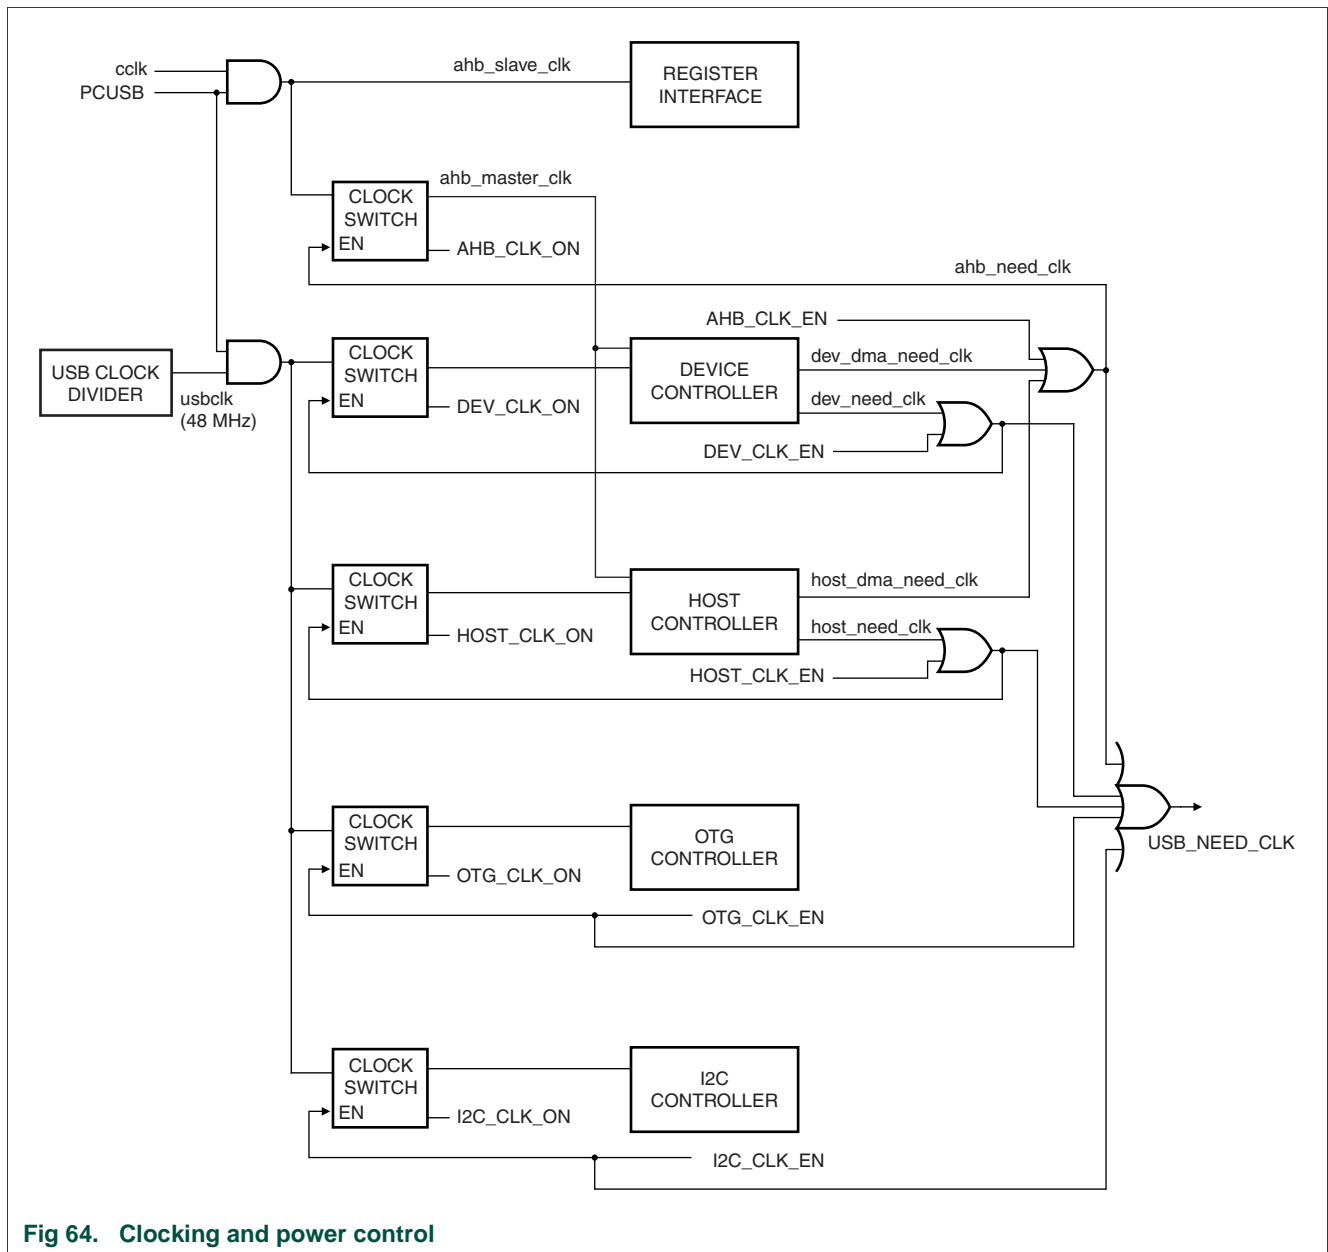 cclk
PCUSB
ahb_slave_clk
REGISTER
INTERFACE
CLOCK
SWITCH
EN
ahb_master_clk
AHB_CLK_ON
ahb_need_clk
AHB_CLK_EN
USB CLOCK
DIVIDER
usbclk
(48 MHz)
CLOCK
SWITCH
EN
DEV_CLK_ON
DEVICE
CONTROLLER
dev_dma_need_clk
dev_need_clk
DEV_CLK_EN
CLOCK
SWITCH
EN
HOST_CLK_ON
HOST
CONTROLLER
host_dma_need_clk
host_need_clk
HOST_CLK_EN
CLOCK
SWITCH
EN
OTG_CLK_ON
OTG
CONTROLLER
USB_NEED_CLK
OTG_CLK_EN
CLOCK
SWITCH
EN
I2C_CLK_ON
I2C
CONTROLLER
I2C_CLK_EN
Fig 64. Clocking and power control